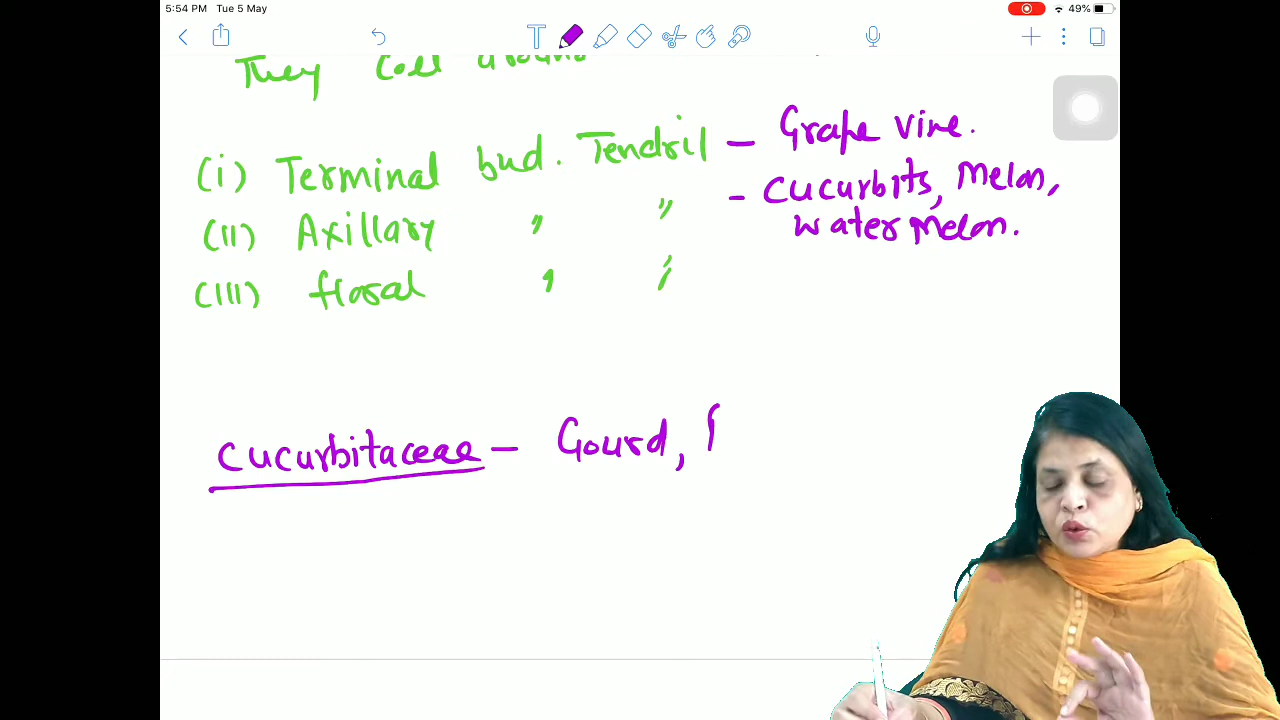 5:54 PM Tue 5 May 49%
They coil around
(i) Terminal bud. Tendril - Grape vine.
(II) Axillary " " - Cucurbits, Melon,
water Melon.
(III) floral " "
Cucurbitaceae - Gourd,